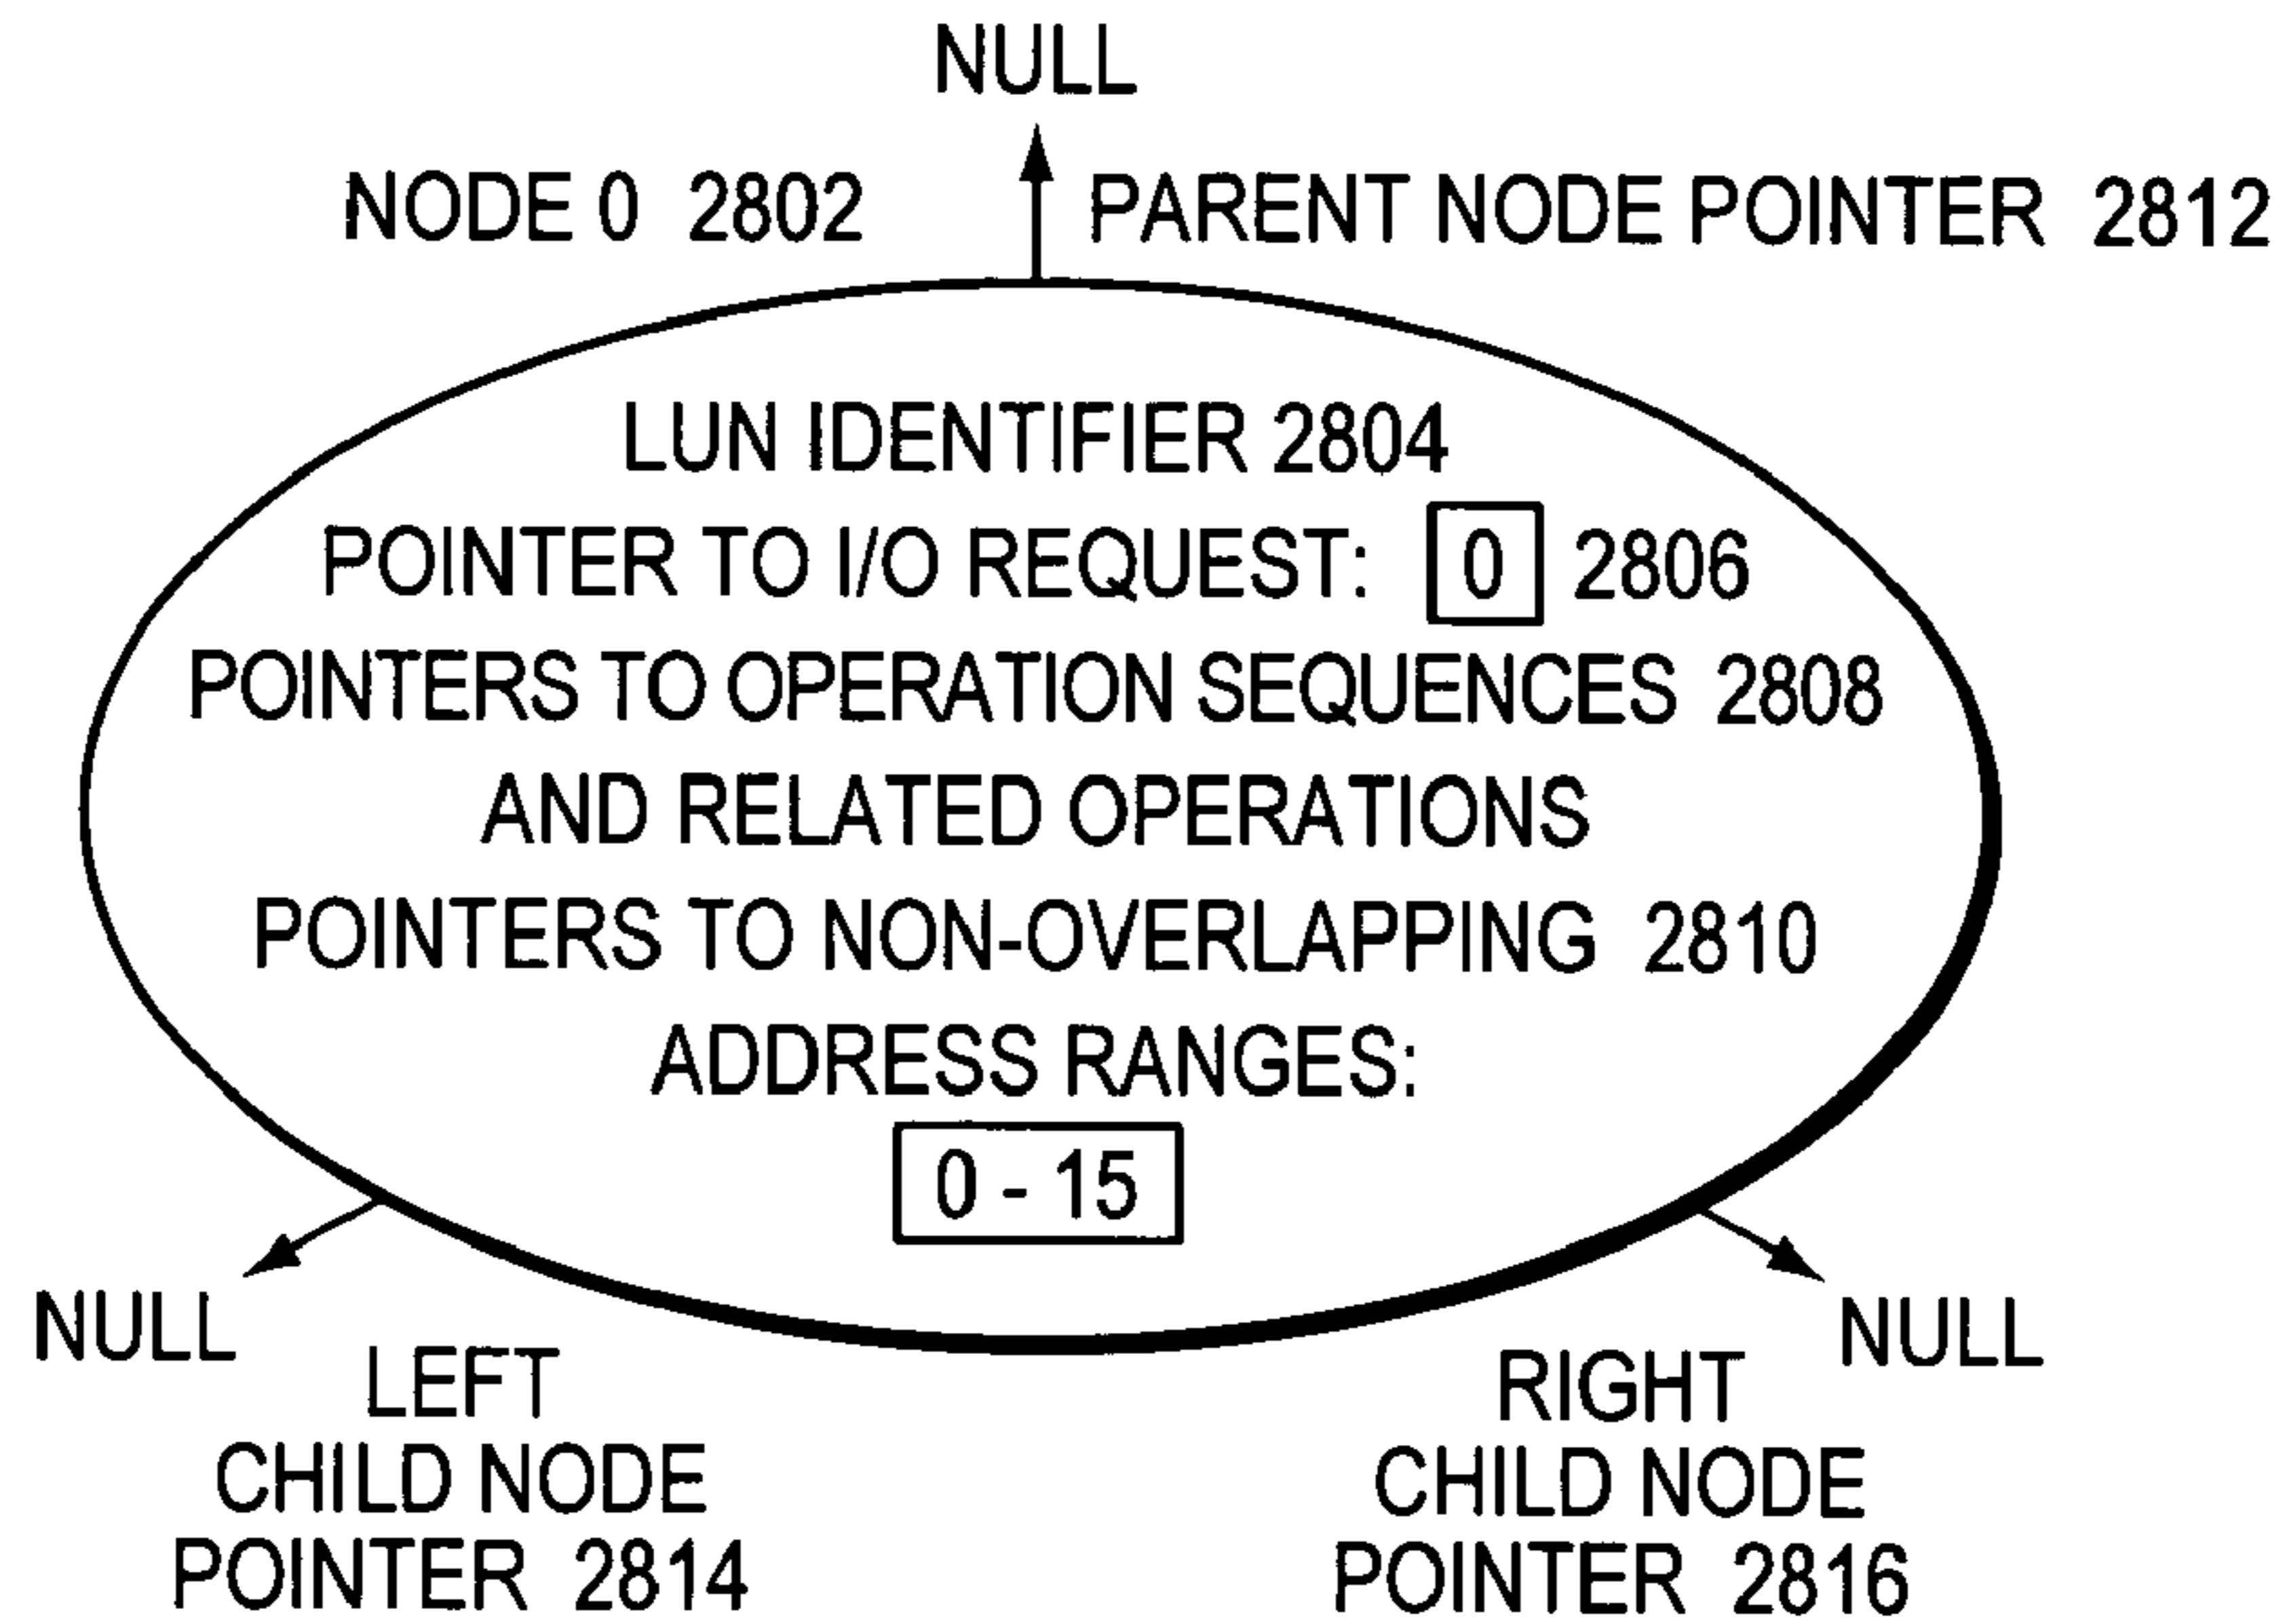 NULL
NODE 0 2802
PARENT NODE POINTER 2812
LUN IDENTIFIER 2804
POINTER TO I/O REQUEST: 0 2806
POINTERS TO OPERATION SEQUENCES 2808
AND RELATED OPERATIONS
POINTERS TO NON-OVERLAPPING 2810
ADDRESS RANGES:
0 - 15
NULL
LEFT
CHILD NODE
POINTER 2814
NULL
RIGHT
CHILD NODE
POINTER 2816